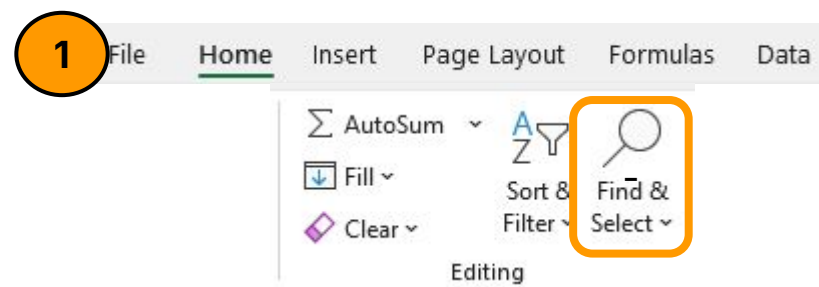 1 File Home Insert Page Layout Formulas Data
AutoSum
Fill
Clear
Sort &
Filter
Find &
Select
Editing